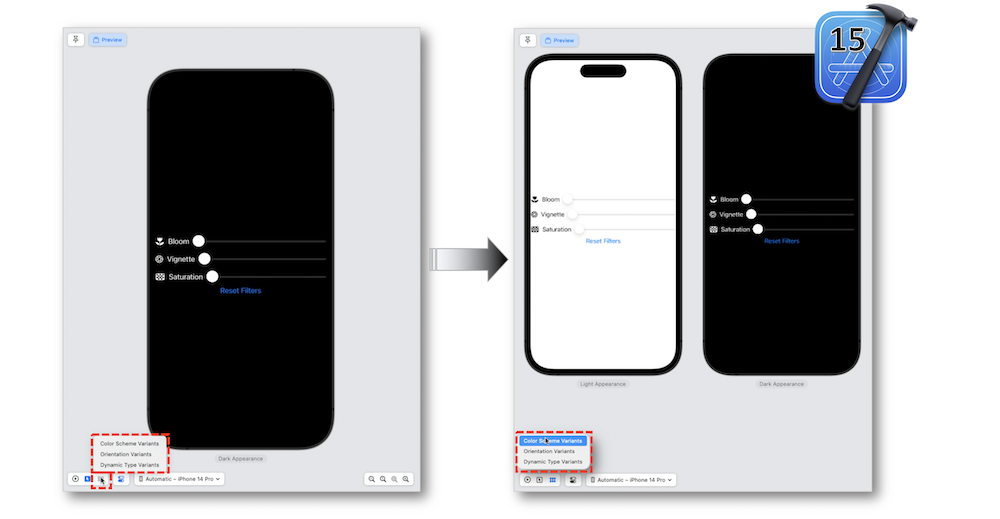 Preview
Bloom
Vignette
Saturation
Reset Filters
Dark Appearance
Color Scheme Variants
Orientation Variants
Dynamic Type Variants
Automatic – iPhone 14 Pro
15
Preview
Bloom
Vignette
Saturation
Reset Filters
Light Appearance
Bloom
Vignette
Saturation
Reset Filters
Dark Appearance
Color Scheme Variants
Orientation Variants
Dynamic Type Variants
Automatic – iPhone 14 Pro